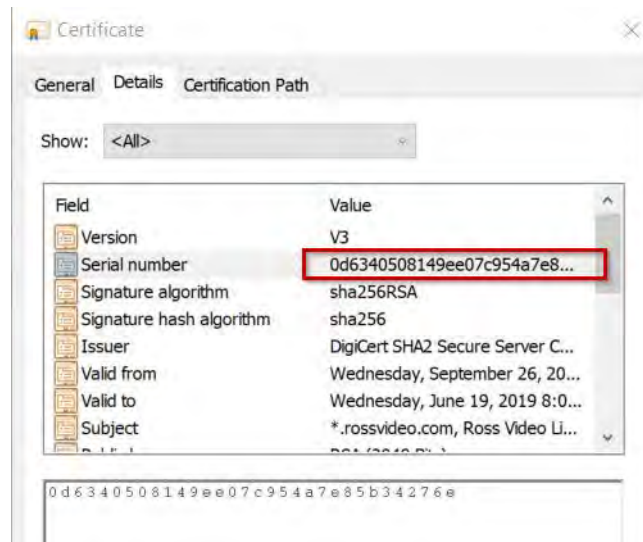 Certificate
General Details Certification Path
Show: <All>
Field Value
Version V3
Serial number 0d6340508149ee07c954a7e8...
Signature algorithm sha256RSA
Signature hash algorithm sha256
Issuer DigiCert SHA2 Secure Server C...
Valid from Wednesday, September 26, 20...
Valid to Wednesday, June 19, 2019 8:0...
Subject *.rossvideo.com, Ross Video Li...
0d6340508149ee07c954a7e85b34276e